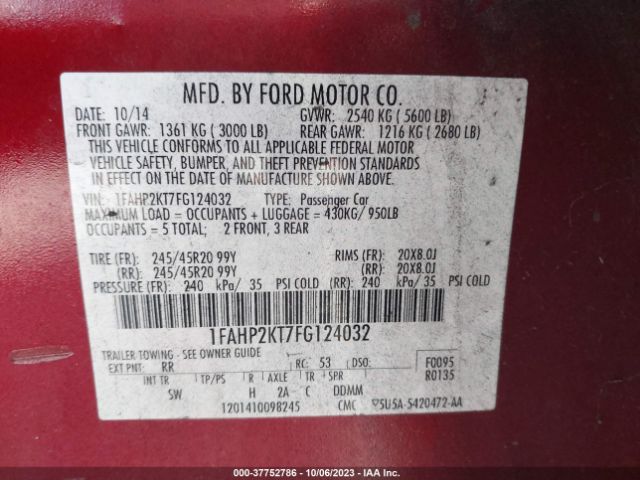 MFD. BY FORD MOTOR CO.
DATE: 10/14 GVWR: 2540 KG ( 5600 LB)
FRONT GAWR: 1361 KG ( 3000 LB) REAR GAWR: 1216 KG ( 2680 LB)
THIS VEHICLE CONFORMS TO ALL APPLICABLE FEDERAL MOTOR
VEHICLE SAFETY, BUMPER, AND THEFT PREVENTION STANDARDS
IN EFFECT ON THE DATE OF MANUFACTURE SHOWN ABOVE.
VIN: 1FAHP2KT7FG124032 TYPE: Passenger Car
MAXIMUM LOAD = OCCUPANTS + LUGGAGE = 430KG/ 950LB
OCCUPANTS = 5 TOTAL; 2 FRONT, 3 REAR
TIRE (FR): 245/45R20 99Y RIMS (FR): 20X8.0J
(RR): 245/45R20 99Y (RR): 20X8.0J
PRESSURE (FR): 240 kPa/ 35 PSI COLD (RR): 240 kPa/ 35 PSI COLD
1FAHP2KT7FG124032
TRAILER TOWING - SEE OWNER GUIDE
EXT PNT: RR RC: 53 DSO: F0095
R0135
INT TR TP/PS R AXLE TR SPR
SW H 2A C DDMM
1201410098245 CMC 5U5A-5420472-AA
000-37752786 - 10/06/2023 - IAA Inc.